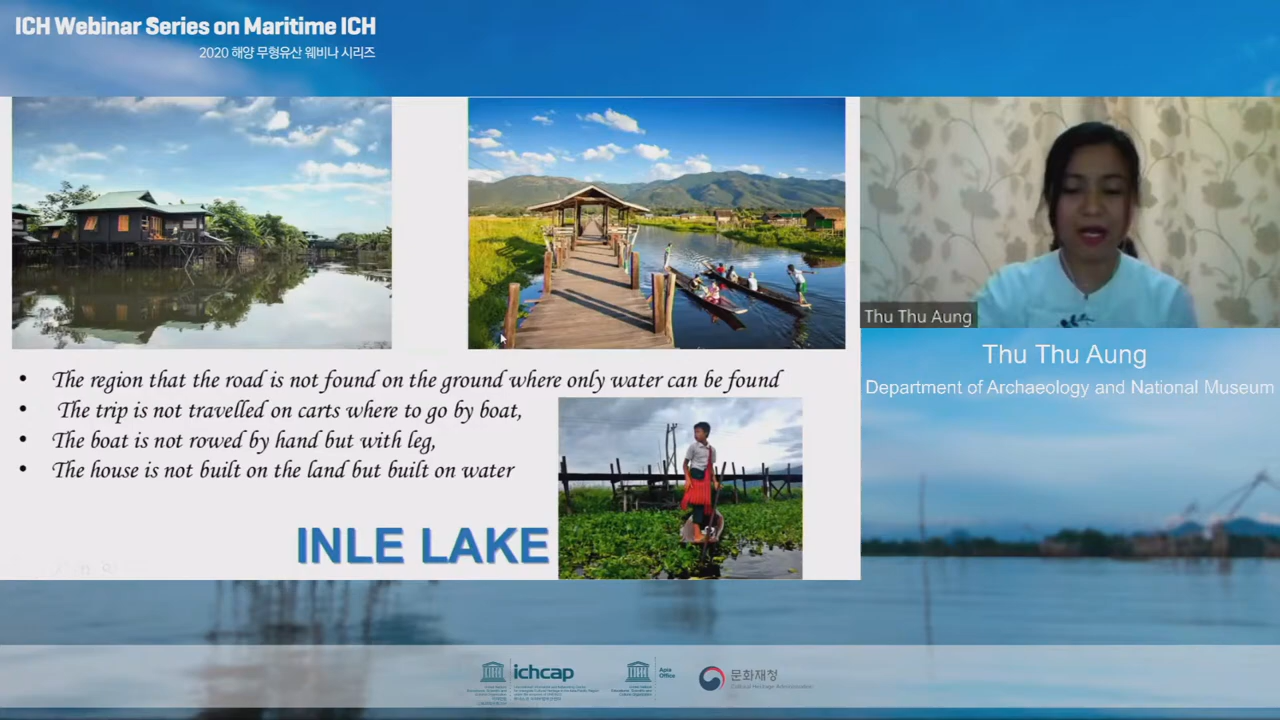 ICH Webinar Series on Maritime ICH
2020 해양 무형유산 웨비나 시리즈
The region that the road is not found on the ground where only water can be found
The trip is not travelled on carts where to go by boat,
The boat is not rowed by hand but with leg,
The house is not built on the land but built on water
INLE LAKE
Thu Thu Aung
Thu Thu Aung
Department of Archaeology and National Museum
ichcap
Apia
Office
문화재청
Cultural Heritage Administration